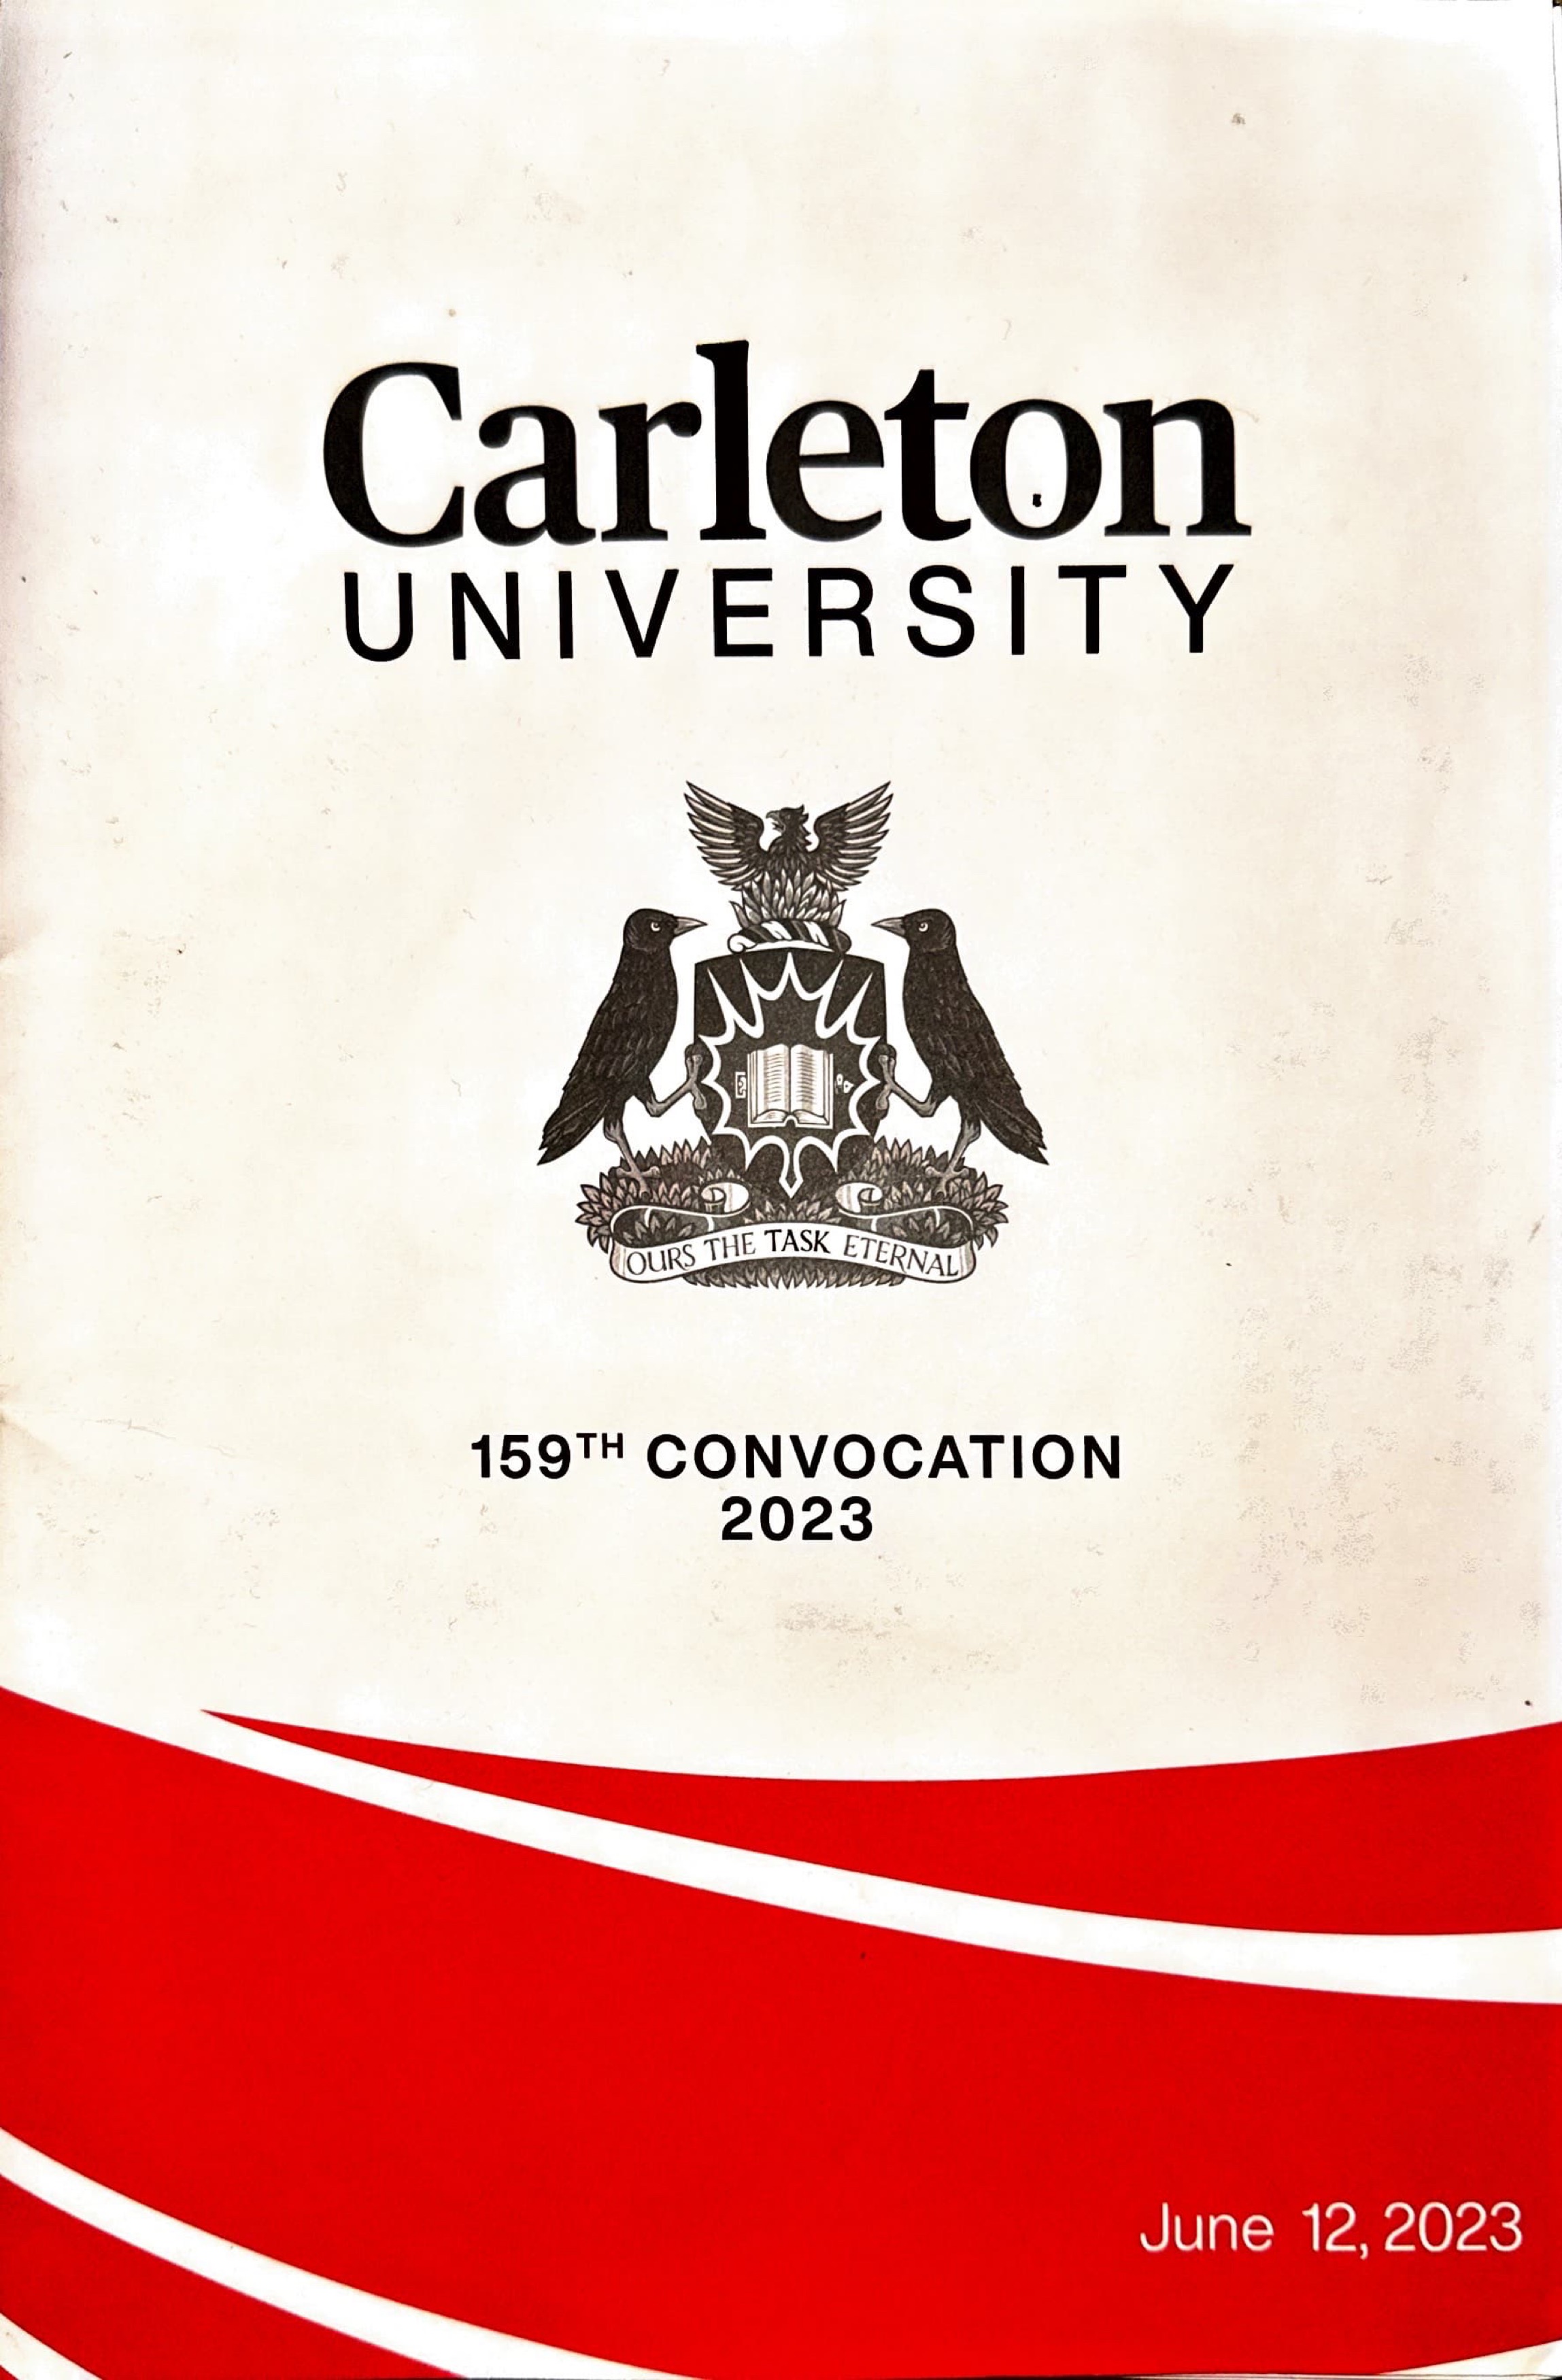 Carleton
UNIVERSITY
OURS THE TASK ETERNAL
159TH CONVOCATION
2023
June 12, 2023